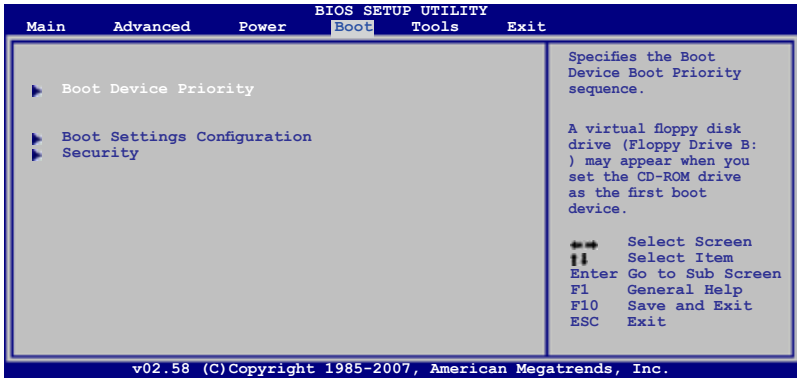 BIOS SETUP UTILITY
Main Advanced Power Boot Tools Exit
Boot Device Priority
Boot Settings Configuration
Security
Specifies the Boot
Device Boot Priority
sequence.
A virtual floppy disk
drive (Floppy Drive B:
) may appear when you
set the CD-ROM drive
as the first boot
device.
Select Screen
Select Item
Enter Go to Sub Screen
F1 General Help
F10 Save and Exit
ESC Exit
v02.58 (C)Copyright 1985-2007, American Megatrends, Inc.